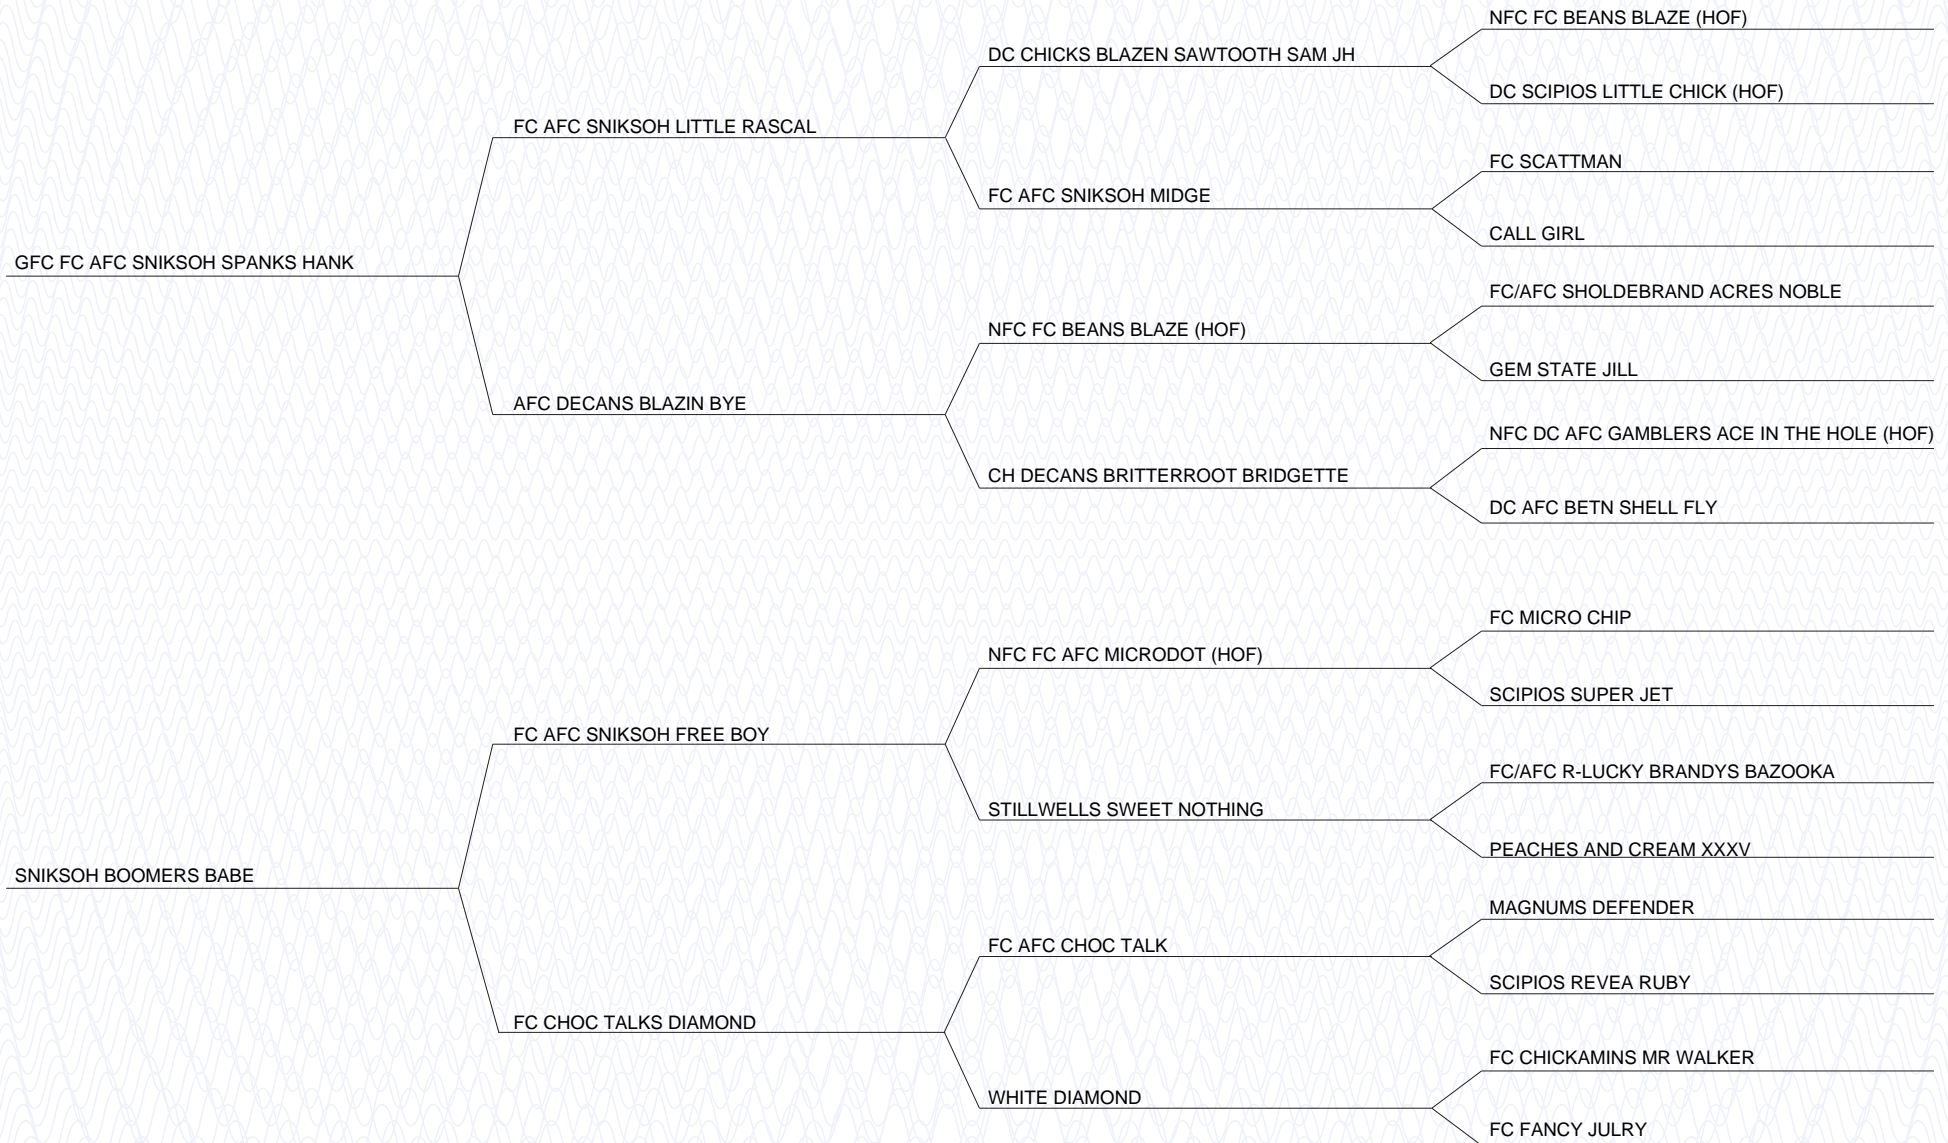 NFC FC BEANS BLAZE (HOF)
DC CHICKS BLAZEN SAWTOOTH SAM JH
DC SCIPIOS LITTLE CHICK (HOF)
FC AFC SNIKSOH LITTLE RASCAL
FC SCATTMAN
FC AFC SNIKSOH MIDGE
CALL GIRL
GFC FC AFC SNIKSOH SPANKS HANK
FC/AFC SHOLDEBRAND ACRES NOBLE
NFC FC BEANS BLAZE (HOF)
GEM STATE JILL
AFC DECANS BLAZIN BYE
NFC DC AFC GAMBLERS ACE IN THE HOLE (HOF)
CH DECANS BRITTERROOT BRIDGETTE
DC AFC BETN SHELL FLY
FC MICRO CHIP
NFC FC AFC MICRODOT (HOF)
SCIPIOS SUPER JET
FC AFC SNIKSOH FREE BOY
FC/AFC R-LUCKY BRANDYS BAZOOKA
STILLWELLS SWEET NOTHING
PEACHES AND CREAM XXXV
SNIKSOH BOOMERS BABE
MAGNUMS DEFENDER
FC AFC CHOC TALK
SCIPIOS REVEA RUBY
FC CHOC TALKS DIAMOND
FC CHICKAMINS MR WALKER
WHITE DIAMOND
FC FANCY JULRY